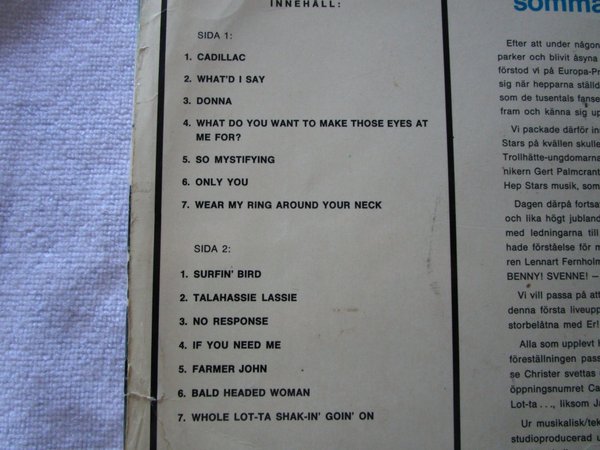 INNEHÅLL:
SIDA 1:
1. CADILLAC
2. WHAT'D I SAY
3. DONNA
4. WHAT DO YOU WANT TO MAKE THOSE EYES AT
ME FOR?
5. SO MYSTIFYING
6. ONLY YOU
7. WEAR MY RING AROUND YOUR NECK
SIDA 2:
1. SURFIN' BIRD
2. TALAHASSIE LASSIE
3. NO RESPONSE
4. IF YOU NEED ME
5. FARMER JOHN
6. BALD HEADED WOMAN
7. WHOLE LOT-TA SHAK-IN' GOIN' ON
Efter att under någon
parker och blivit åsyna
förstod vi på Europa-Pr
sig när hepparna ställd
som de tusentals fanse
fram och känna sig up
Vi packade därför in
Stars på kvällen skulle
Trollhätte-ungdomarna
nikern Gert Palmcrant
Hep Stars musik, som
Dagen därpå fortsat
och lika högt jubland
med ledningarna till
hade förståelse för m
ren Lennart Fernholm
BENNY! SVENNE! –
Vi vill passa på att
denna första liveupp
storbelåtna med Er!
Alla som upplevt H
föreställningen pass
se Christer svettas
öppningsnumret Ca
Lot-ta . . ., liksom Ja
Ur musikalisk/tek
studioproducerad u